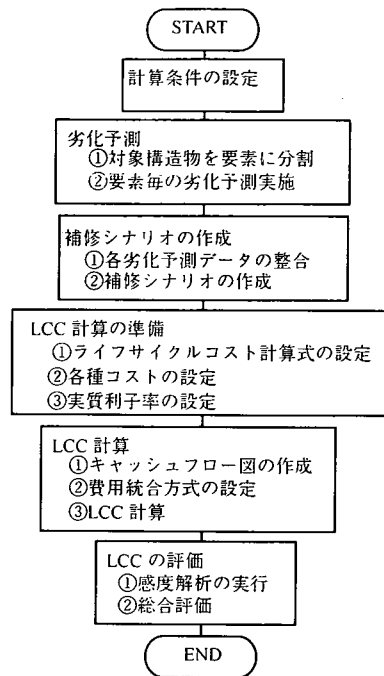 START
計算条件の設定
劣化予測
①対象構造物を要素に分割
②要素毎の劣化予測実施
補修シナリオの作成
①各劣化予測データの整合
②補修シナリオの作成
LCC 計算の準備
①ライフサイクルコスト計算式の設定
②各種コストの設定
③実質利子率の設定
LCC 計算
①キャッシュフロー図の作成
②費用統合方式の設定
③LCC 計算
LCC の評価
①感度解析の実行
②総合評価
END